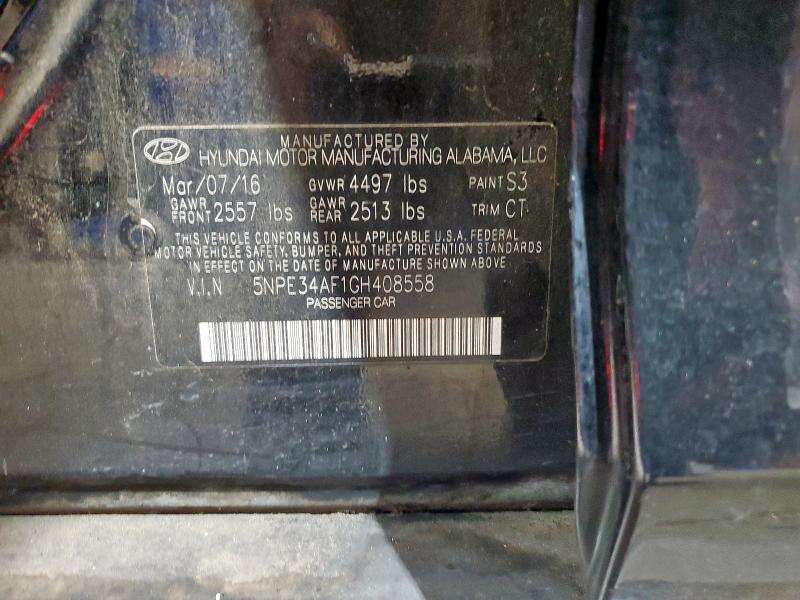 MANUFACTURED BY
HYUNDAI MOTOR MANUFACTURING ALABAMA, LLC
Mar/07/16 GVWR 4497 lbs PAINT S3
GAWR FRONT 2557 lbs GAWR REAR 2513 lbs TRIM CT
THIS VEHICLE CONFORMS TO ALL APPLICABLE U.S.A. FEDERAL
MOTOR VEHICLE SAFETY, BUMPER, AND THEFT PREVENTION STANDARDS
IN EFFECT ON THE DATE OF MANUFACTURE SHOWN ABOVE
V.I.N 5NPE34AF1GH408558
PASSENGER CAR